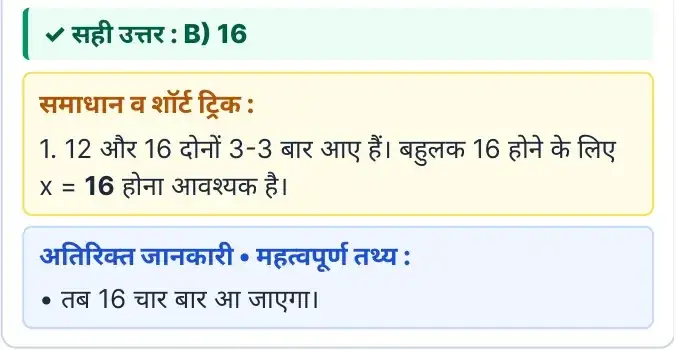 ✓ सही उत्तर : B) 16
समाधान व शॉर्ट ट्रिक :
1. 12 और 16 दोनों 3-3 बार आए हैं। बहुलक 16 होने के लिए
x = 16 होना आवश्यक है।
अतिरिक्त जानकारी • महत्वपूर्ण तथ्य :
• तब 16 चार बार आ जाएगा।